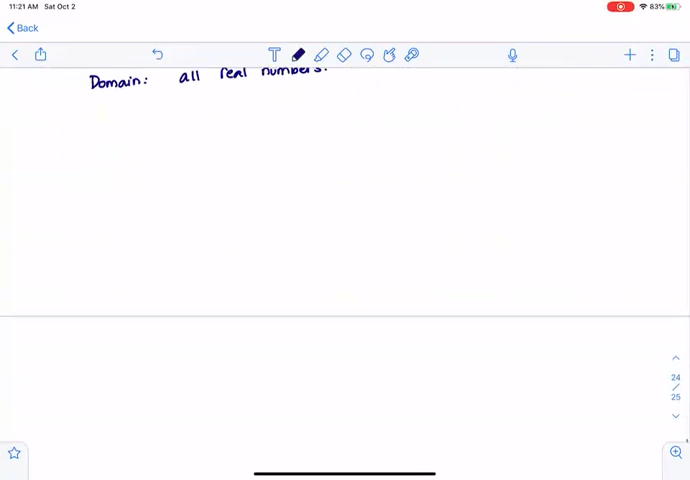 11:21 AM Sat Oct 2
83%
Back
T
Domain: all real numbers.
24
25